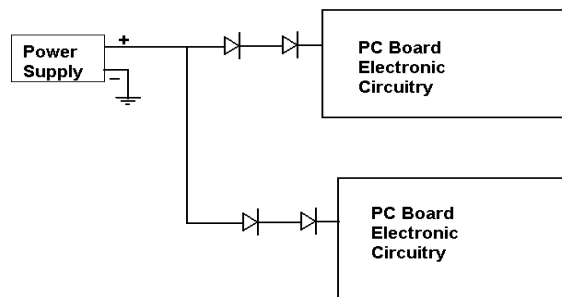 Power
Supply
+
–
PC Board
Electronic
Circuitry
PC Board
Electronic
Circuitry